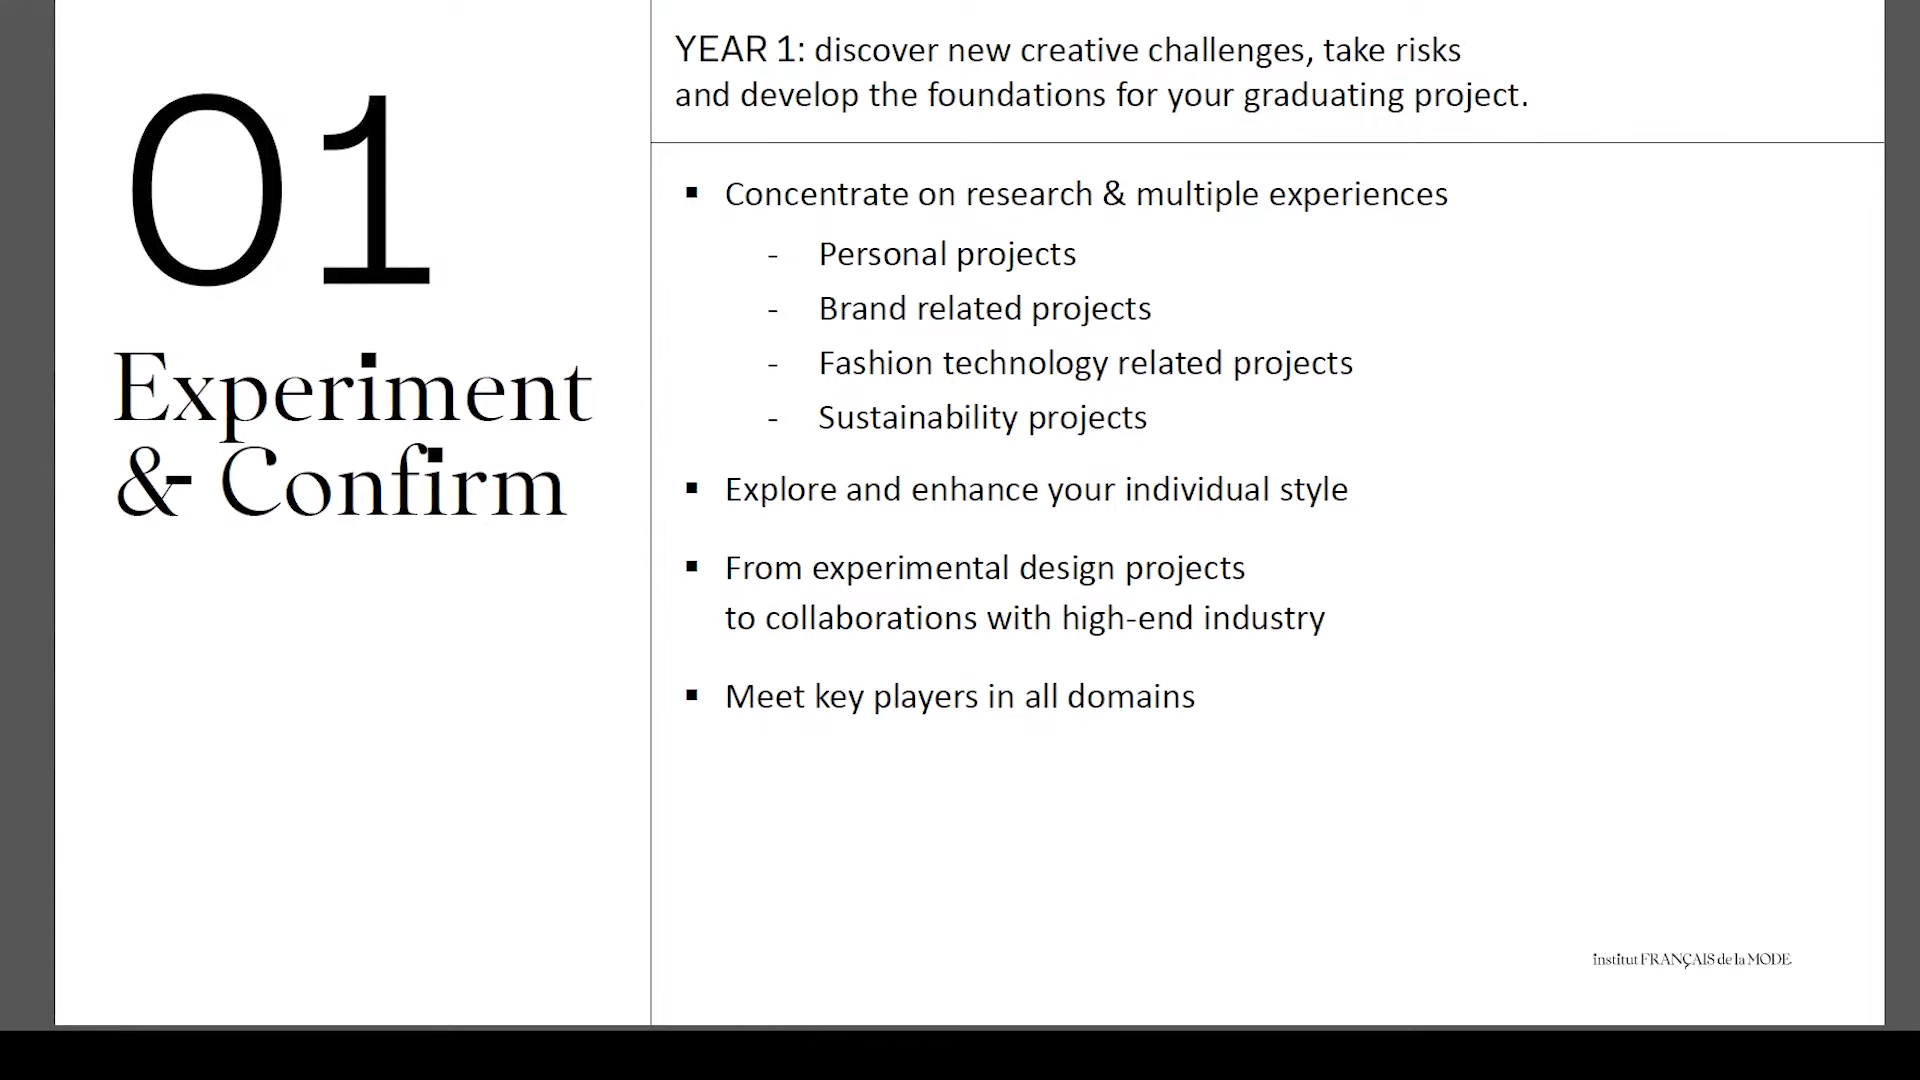 01
Experiment
& Confirm
YEAR 1: discover new creative challenges, take risks
and develop the foundations for your graduating project.
▪ Concentrate on research & multiple experiences
- Personal projects
- Brand related projects
- Fashion technology related projects
- Sustainability projects
▪ Explore and enhance your individual style
▪ From experimental design projects
to collaborations with high-end industry
▪ Meet key players in all domains
institut FRANÇAIS de la MODE